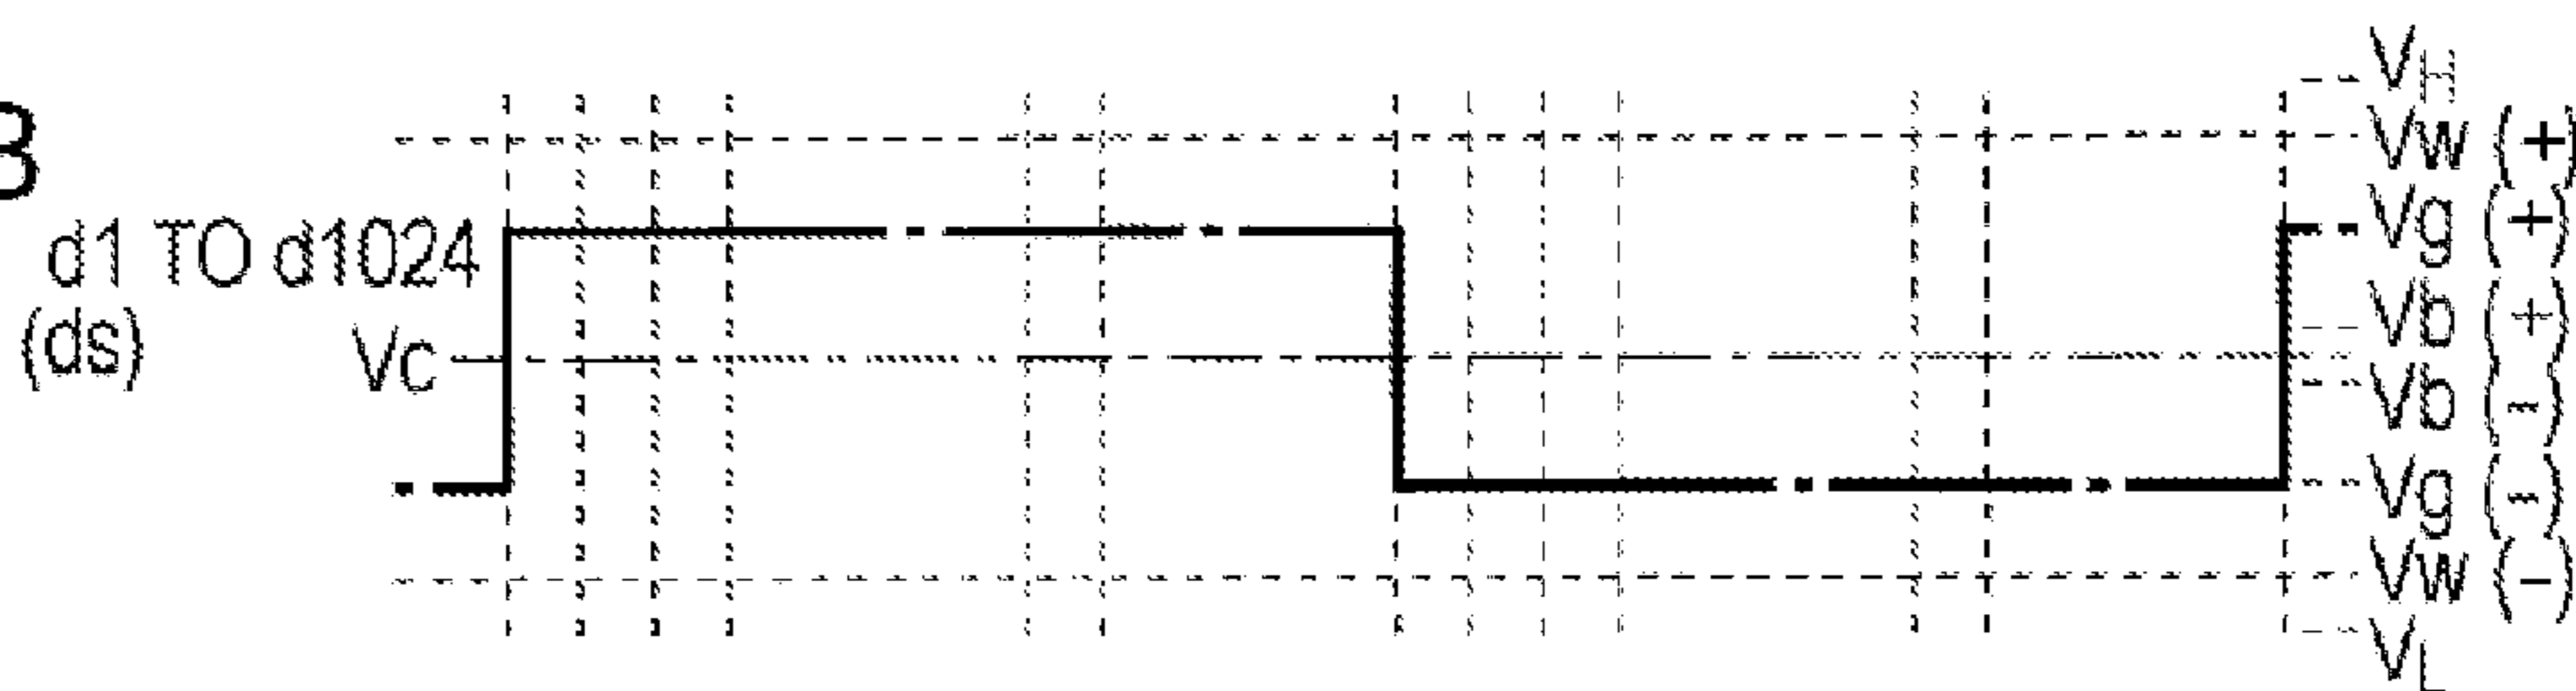 B
d1 TO d1024
(ds)
Vc
VH
Vw (+)
Vg (+)
Vb (+)
Vb (-)
Vg (-)
Vw (-)
VL